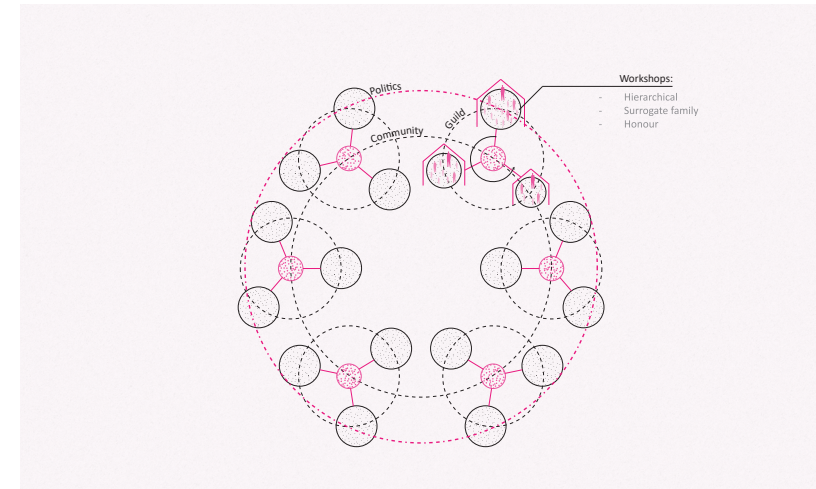 Politics
Community
Guild
Workshops:
- Hierarchical
- Surrogate family
- Honour